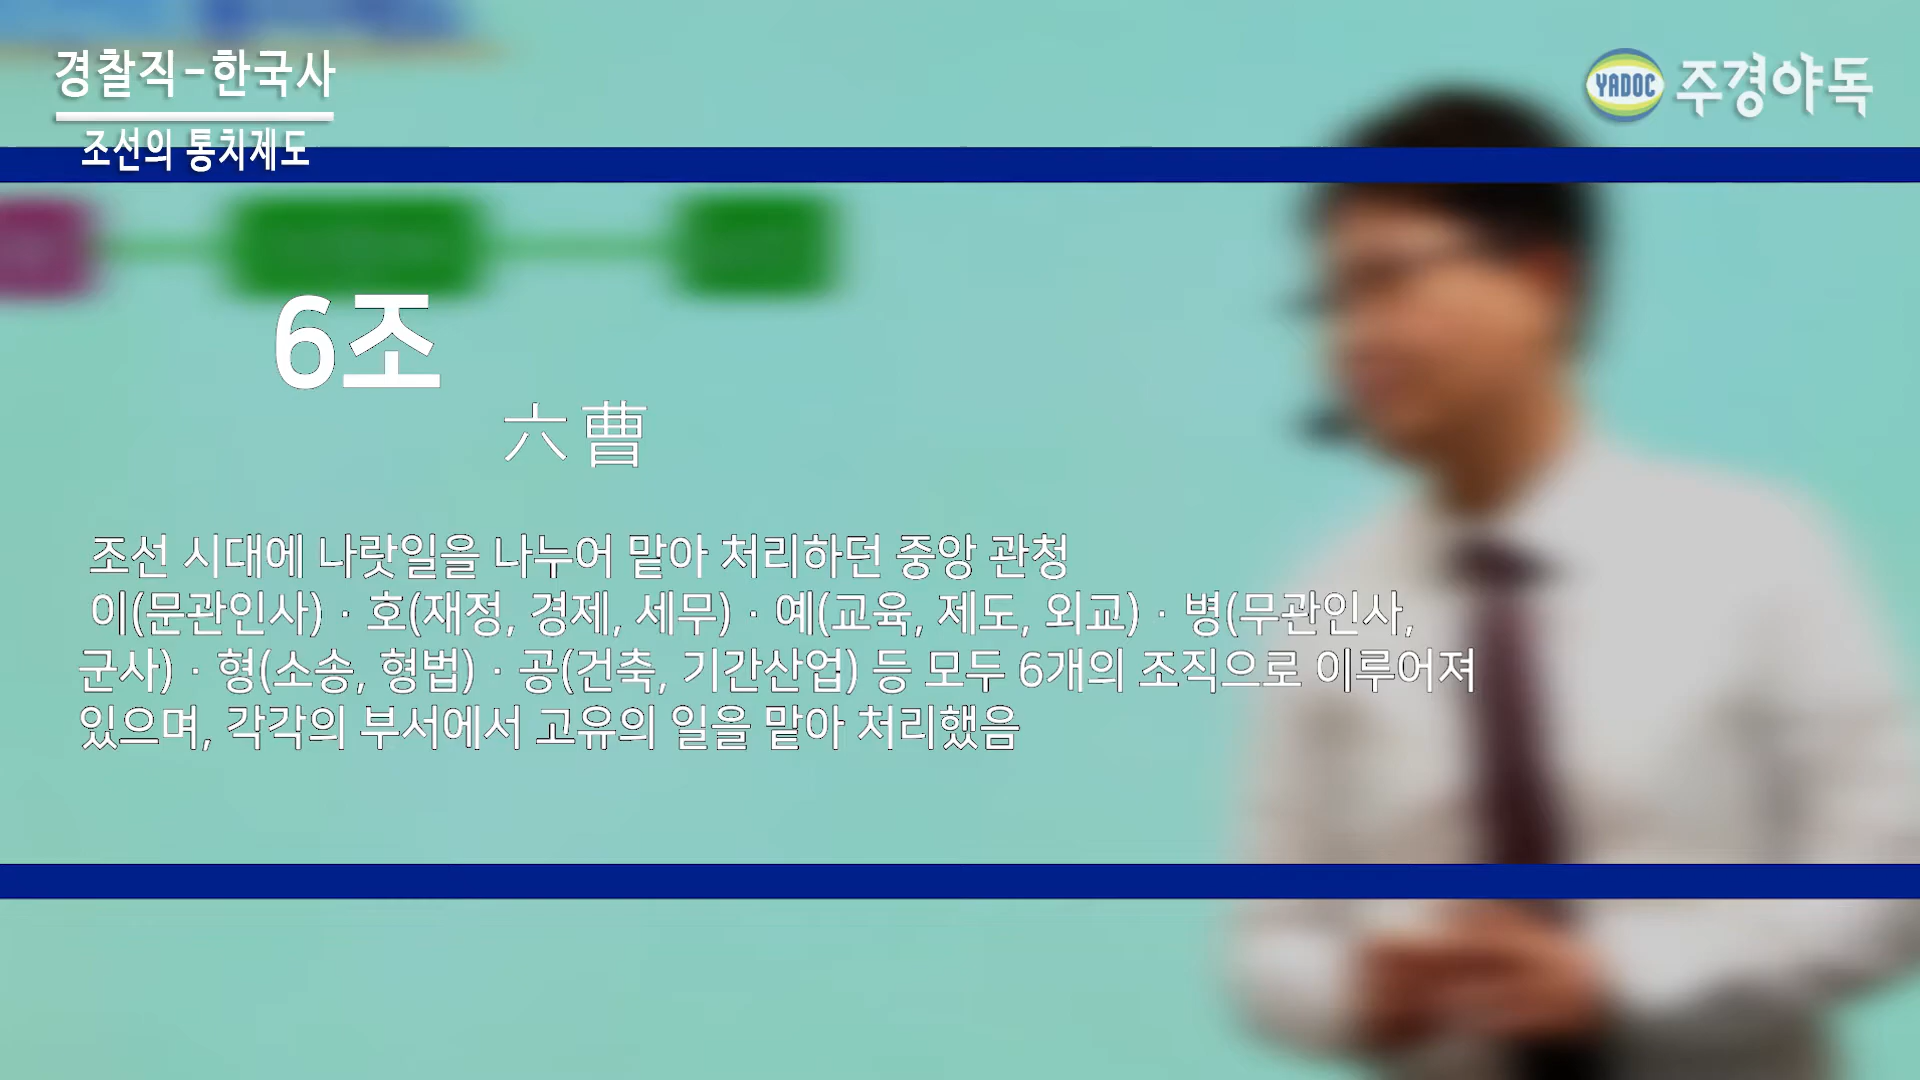 경찰직-한국사
조선의 통치제도
YADOC 주경야독
6조
六曹
조선 시대에 나랏일을 나누어 맡아 처리하던 중앙 관청
이(문관인사)·호(재정, 경제, 세무)·예(교육, 제도, 외교)·병(무관인사,
군사)·형(소송, 형법)·공(건축, 기간산업) 등 모두 6개의 조직으로 이루어져
있으며, 각각의 부서에서 고유의 일을 맡아 처리했음